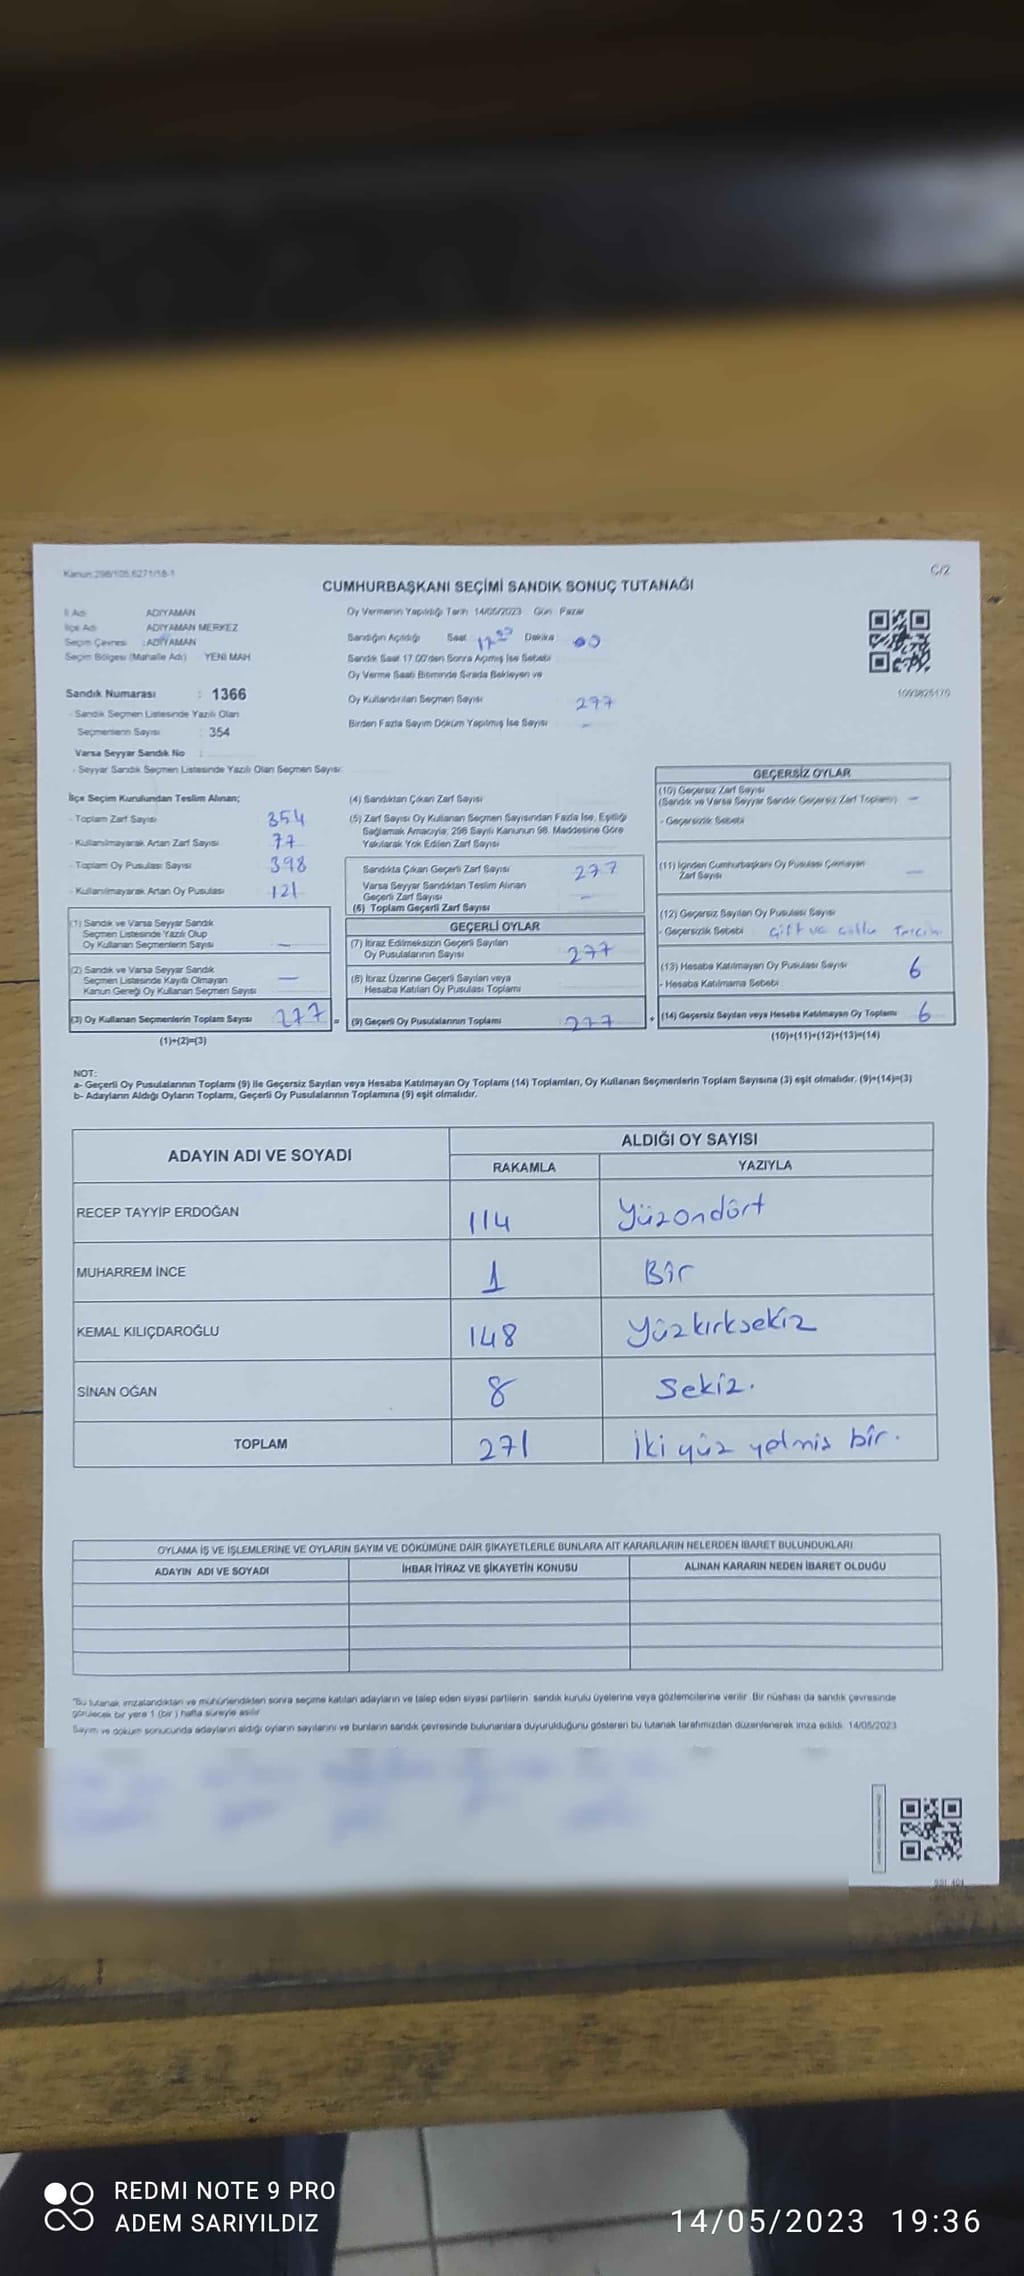 Kanun:298/105,6271/18-1
C/2
CUMHURBAŞKANI SEÇİMİ SANDIK SONUÇ TUTANAĞI
İl Adı : ADIYAMAN
İlçe Adı : ADIYAMAN MERKEZ
Seçim Çevresi : ADIYAMAN
Seçim Bölgesi (Mahalle Adı) YENİ MAH
Oy Vermenin Yapıldığı Tarih 14/05/2023 Gün: Pazar
Sandığın Açıldığı Saat Dakika 00
Sandık Saat 17.00'den Sonra Açılmış İse Sebebi
Oy Verme Saati Bitiminde Sırada Bekleyen ve
Oy Kullandırılan Seçmen Sayısı 277
Birden Fazla Sayım Döküm Yapılmış İse Sayısı -
Sandık Numarası : 1366
- Sandık Seçmen Listesinde Yazılı Olan
Seçmenlerin Sayısı : 354
Varsa Seyyar Sandık No :
- Seyyar Sandık Seçmen Listesinde Yazılı Olan Seçmen Sayısı:
İlçe Seçim Kurulundan Teslim Alınan;
- Toplam Zarf Sayısı 354
- Kullanılmayarak Artan Zarf Sayısı 77
- Toplam Oy Pusulası Sayısı 398
- Kullanılmayarak Artan Oy Pusulası 121
(1) Sandık ve Varsa Seyyar Sandık
Seçmen Listesinde Yazılı Olup
Oy Kullanan Seçmenlerin Sayısı -
(2) Sandık ve Varsa Seyyar Sandık
Seçmen Listesinde Kayıtlı Olmayan
Kanun Gereği Oy Kullanan Seçmen Sayısı -
(3) Oy Kullanan Seçmenlerin Toplam Sayısı 277 =
(1)+(2)=(3)
(4) Sandıktan Çıkan Zarf Sayısı
(5) Zarf Sayısı Oy Kullanan Seçmen Sayısından Fazla İse, Eşitliği
Sağlamak Amacıyla; 298 Sayılı Kanunun 98. Maddesine Göre
Yakılarak Yok Edilen Zarf Sayısı
Sandıkta Çıkan Geçerli Zarf Sayısı 277
Varsa Seyyar Sandıktan Teslim Alınan
Geçerli Zarf Sayısı -
(6) Toplam Geçerli Zarf Sayısı
GEÇERLİ OYLAR
(7) İtiraz Edilmeksizin Geçerli Sayılan
Oy Pusulalarının Sayısı 277
(8) İtiraz Üzerine Geçerli Sayılan veya
Hesaba Katılan Oy Pusulası Toplamı
(9) Geçerli Oy Pusulalarının Toplamı 277 +
GEÇERSİZ OYLAR
(10) Geçersiz Zarf Sayısı
(Sandık ve Varsa Seyyar Sandık Geçersiz Zarf Toplamı) -
- Geçersizlik Sebebi
(11) İçinden Cumhurbaşkanı Oy Pusulası Çıkmayan
Zarf Sayısı -
(12) Geçersiz Sayılan Oy Pusulası Sayısı
- Geçersizlik Sebebi Çift ve
(13) Hesaba Katılmayan Oy Pusulası Sayısı 6
- Hesaba Katılmama Sebebi
(14) Geçersiz Sayılan veya Hesaba Katılmayan Oy Toplamı 6
(10)+(11)+(12)+(13)=(14)
NOT:
a- Geçerli Oy Pusulalarının Toplamı (9) ile Geçersiz Sayılan veya Hesaba Katılmayan Oy Toplamı (14) Toplamları, Oy Kullanan Seçmenlerin Toplam Sayısına (3) eşit olmalıdır. (9)+(14)=(3)
b- Adayların Aldığı Oyların Toplamı, Geçerli Oy Pusulalarının Toplamına (9) eşit olmalıdır.
ADAYIN ADI VE SOYADI ALDIĞI OY SAYISI
RAKAMLA YAZIYLA
RECEP TAYYİP ERDOĞAN 114 Yüzondört
MUHARREM İNCE 1 Bir
KEMAL KILIÇDAROĞLU 148 Yüzkırksekiz
SİNAN OĞAN 8 Sekiz.
TOPLAM 271 İki yüz yetmiş bir.
OYLAMA İŞ VE İŞLEMLERİNE VE OYLARIN SAYIM VE DÖKÜMÜNE DAİR ŞİKAYETLERLE BUNLARA AİT KARARLARIN NELERDEN İBARET BULUNDUKLARI
ADAYIN ADI VE SOYADI İHBAR İTİRAZ VE ŞİKAYETİN KONUSU ALINAN KARARIN NEDEN İBARET OLDUĞU
"Bu tutanak imzalandıktan ve mühürlendikten sonra seçime katılan adayların ve talep eden siyasi partilerin sandık kurulu üyelerine veya gözlemcilerine verilir. Bir nüshası da sandık çevresinde
görülecek bir yere 1 (bir) hafta süreyle asılır.
Sayım ve döküm sonucunda adayların aldığı oyların sayılarını ve bunların sandık çevresinde bulunanlara duyurulduğunu gösteren bu tutanak tarafımızdan düzenlenerek imza edildi. 14/05/2023
REDMI NOTE 9 PRO
ADEM SARIYILDIZ
14/05/2023 19:36